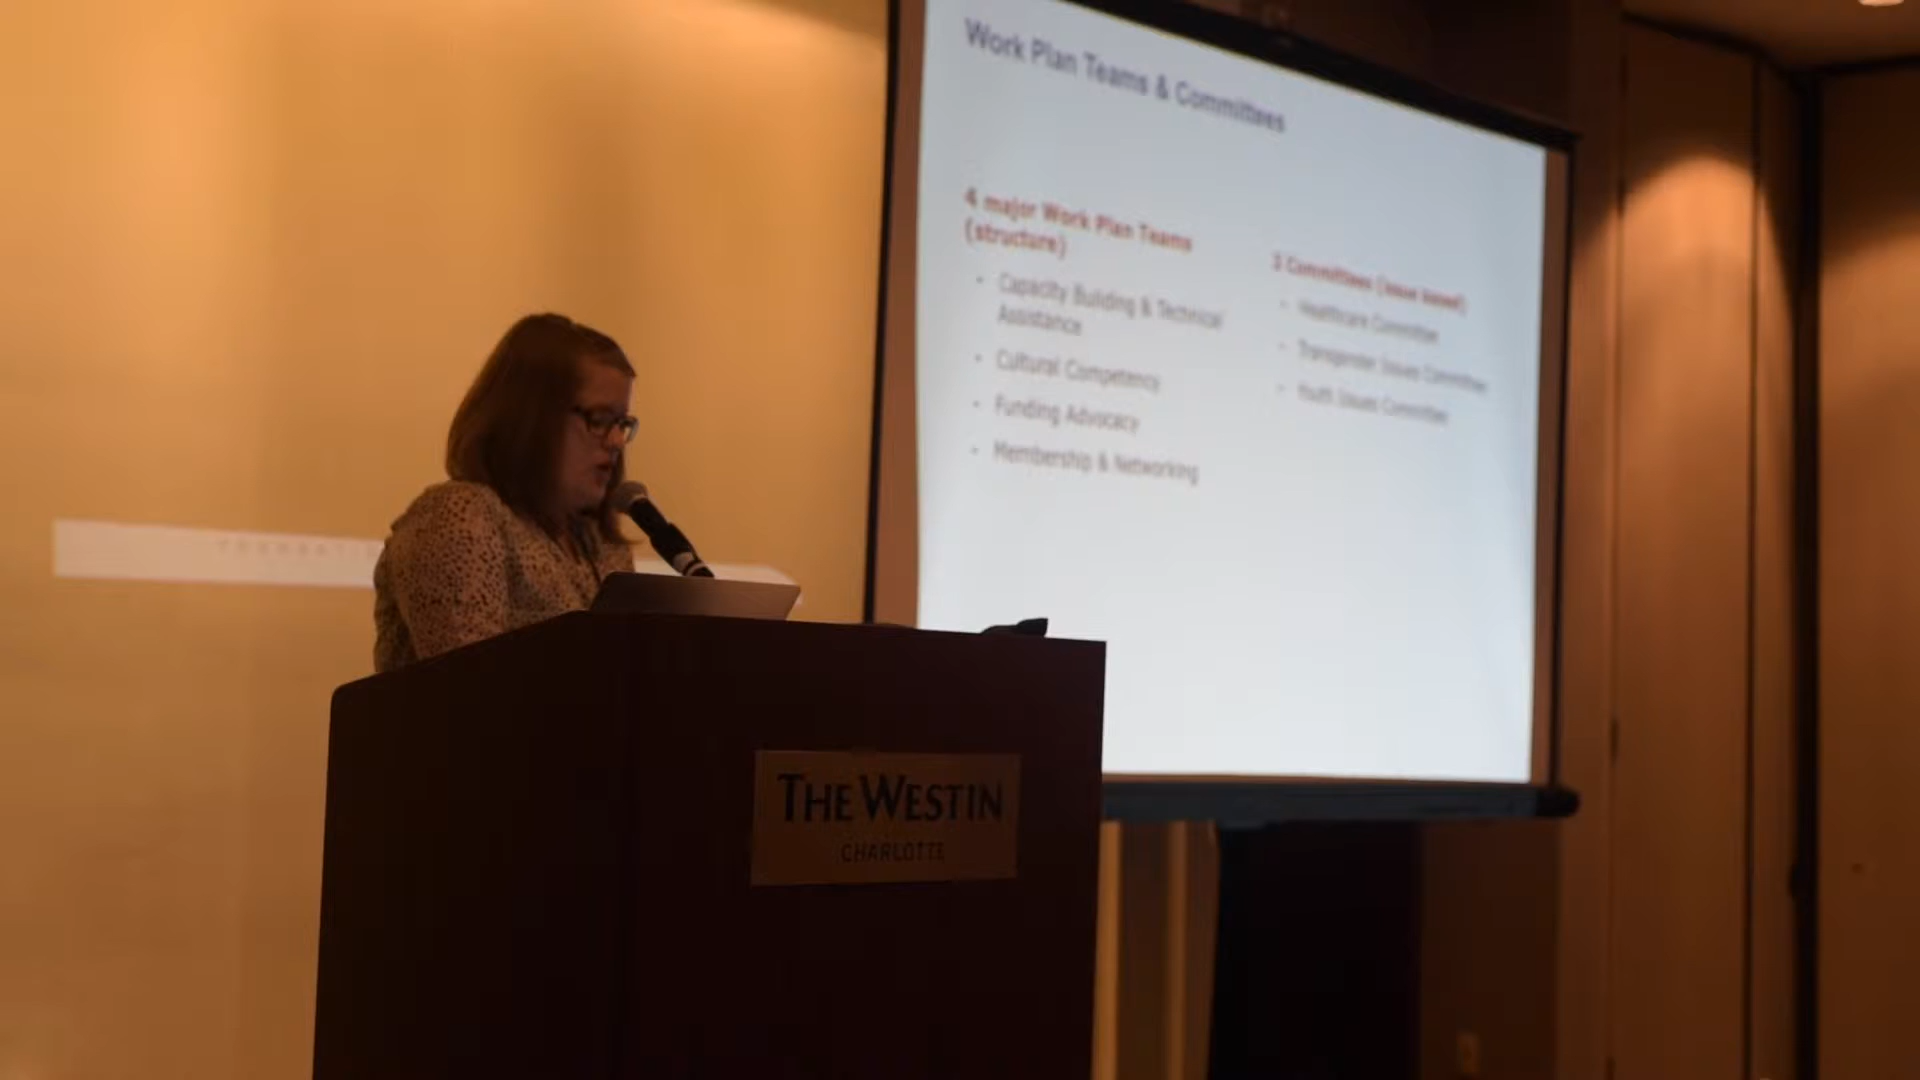 Work Plan Teams & Committees
4 major Work Plan Teams
(structure)
- Capacity Building & Technical
Assistance
- Cultural Competency
- Funding Advocacy
- Membership & Networking
3 Committees (issue based)
- Healthcare Committee
- Transgender Issues Committee
- Youth Issues Committee
THE WESTIN
CHARLOTTE